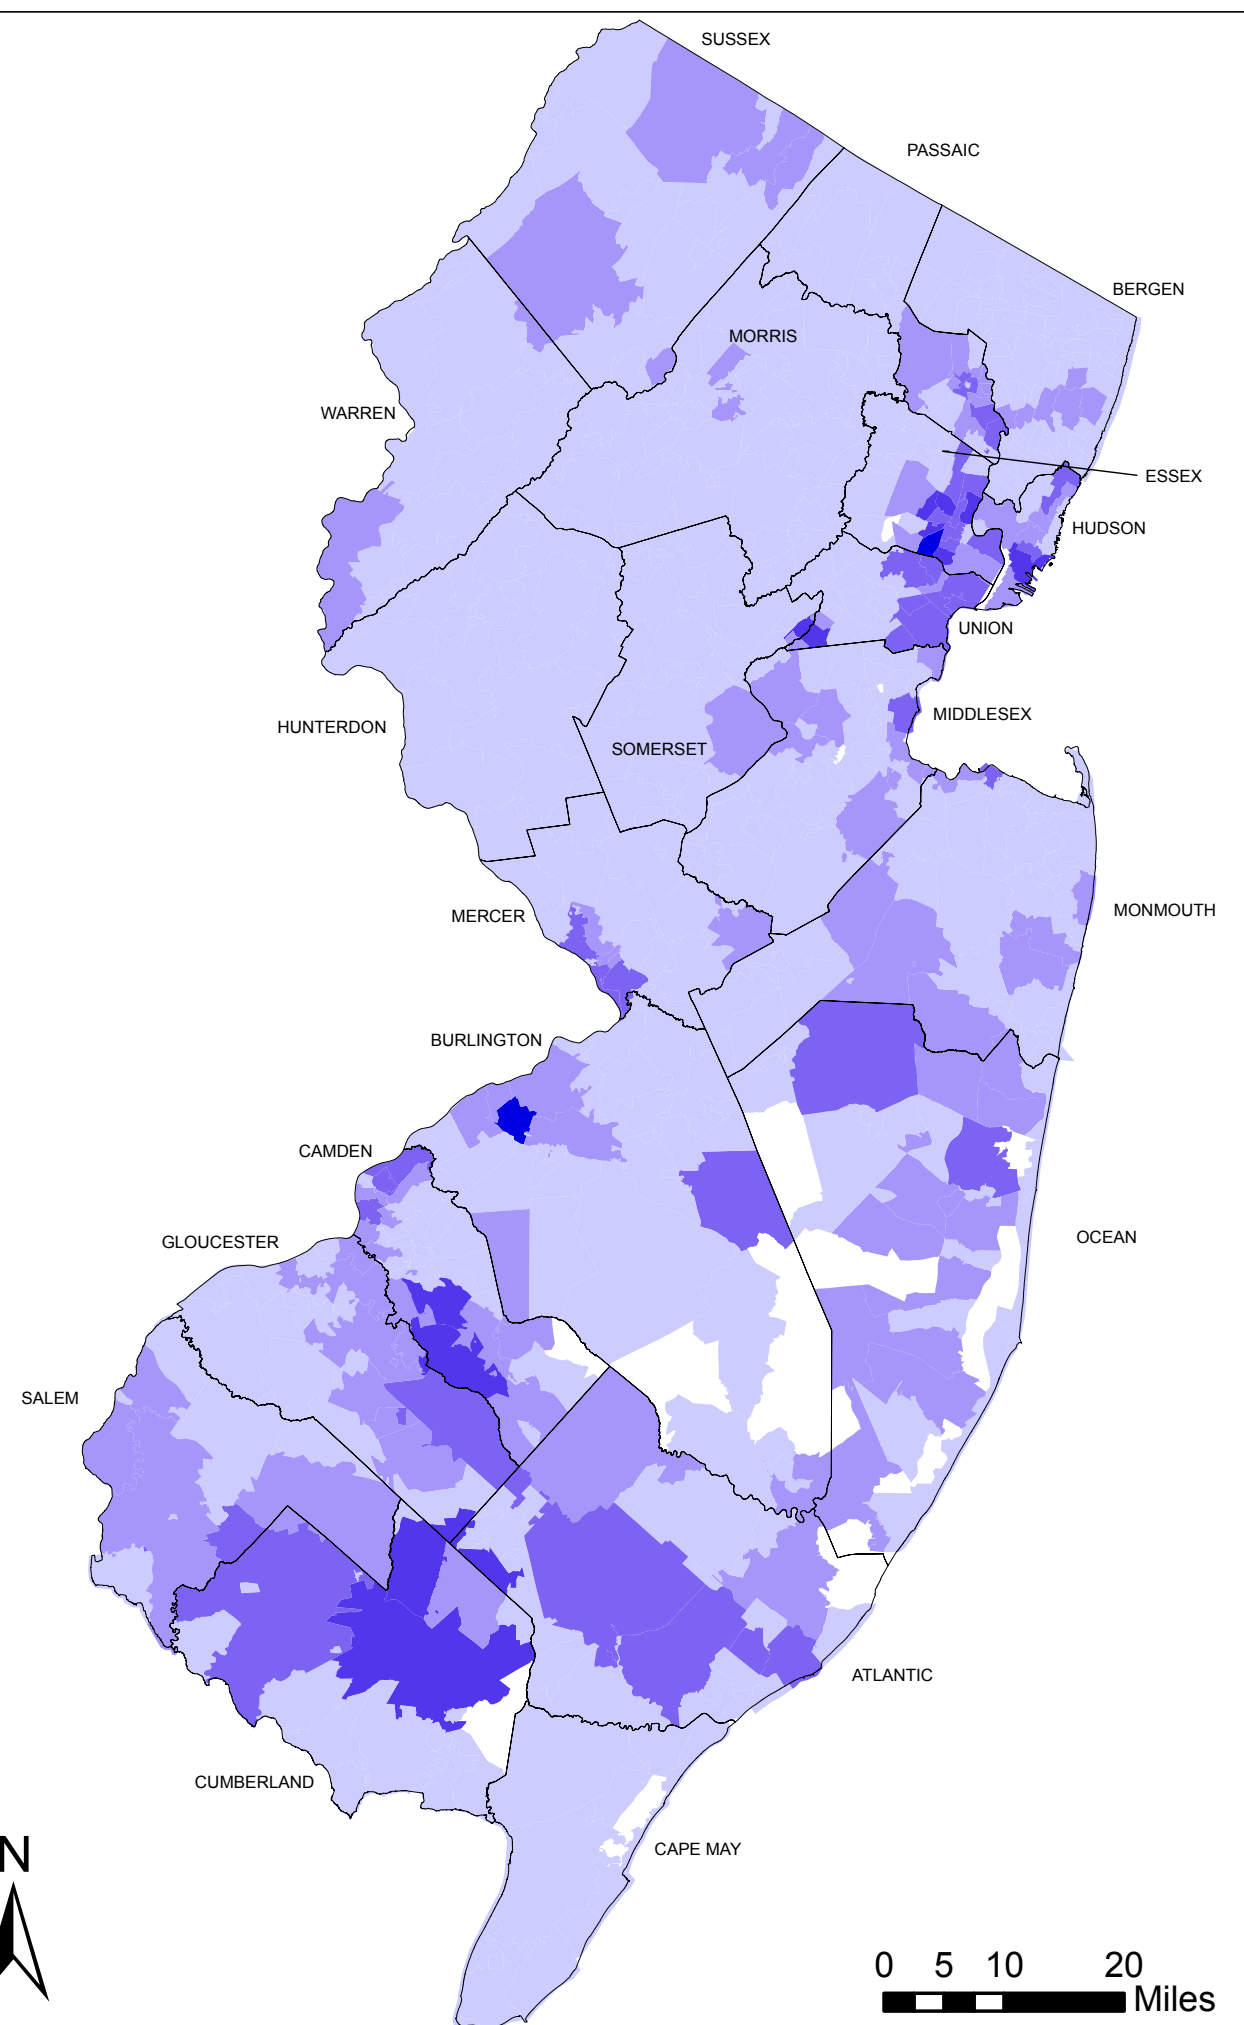 SUSSEX
PASSAIC
BERGEN
MORRIS
WARREN
ESSEX
HUDSON
UNION
MIDDLESEX
HUNTERDON
SOMERSET
MERCER
MONMOUTH
BURLINGTON
CAMDEN
OCEAN
GLOUCESTER
SALEM
ATLANTIC
CUMBERLAND
CAPE MAY
N
0 5 10 20
Miles